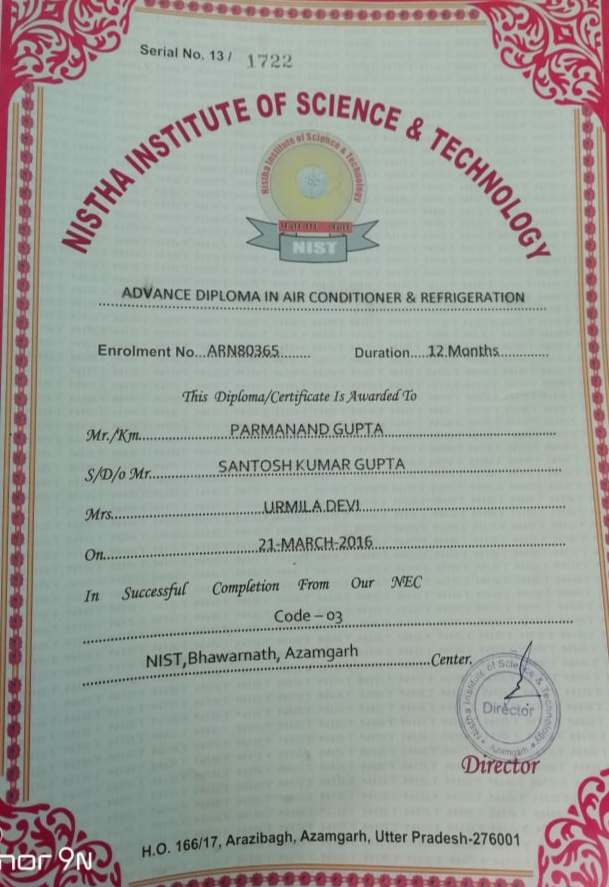 Serial No. 13 / 1722
NISTHA INSTITUTE OF SCIENCE & TECHNOLOGY
Nistha Institute of Science & Technology
NIST
ADVANCE DIPLOMA IN AIR CONDITIONER & REFRIGERATION
Enrolment No...ARN80365....... Duration....12 Months............
This Diploma/Certificate Is Awarded To
Mr./Km....................PARMANAND GUPTA
S/D/o Mr...............SANTOSH KUMAR GUPTA
Mrs...............URMILA DEVI
On...............21-MARCH-2016
In Successful Completion From Our NEC
Code – 03
NIST,Bhawarnath, Azamgarh ...............Center.
Nistha Institute of Science & Technology
Director
Azamgarh
Director
H.O. 166/17, Arazibagh, Azamgarh, Utter Pradesh-276001
nor 9N